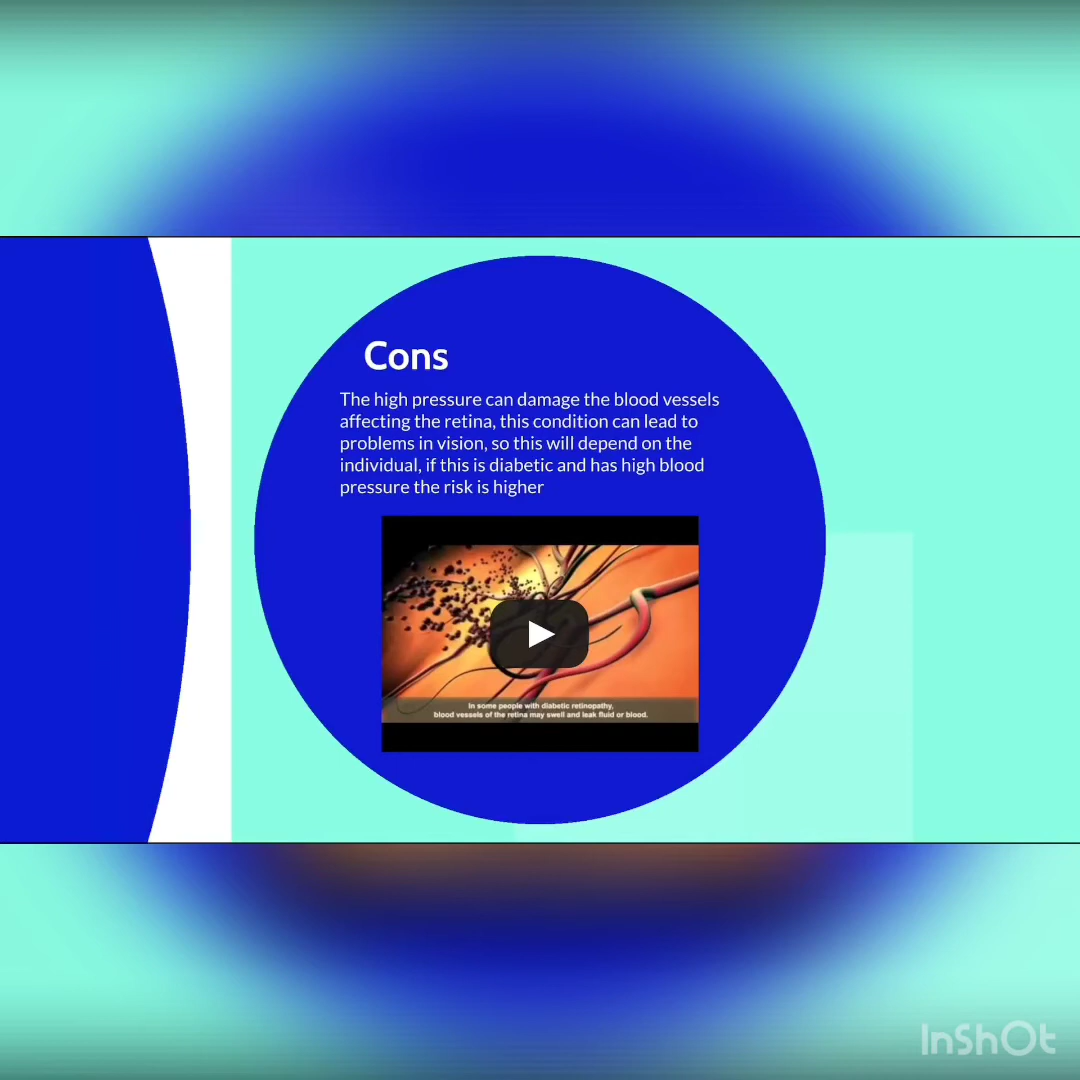 Cons
The high pressure can damage the blood vessels
affecting the retina, this condition can lead to
problems in vision, so this will depend on the
individual, if this is diabetic and has high blood
pressure the risk is higher
In some people with diabetic retinopathy,
blood vessels of the retina may swell and leak fluid or blood.
InShOt